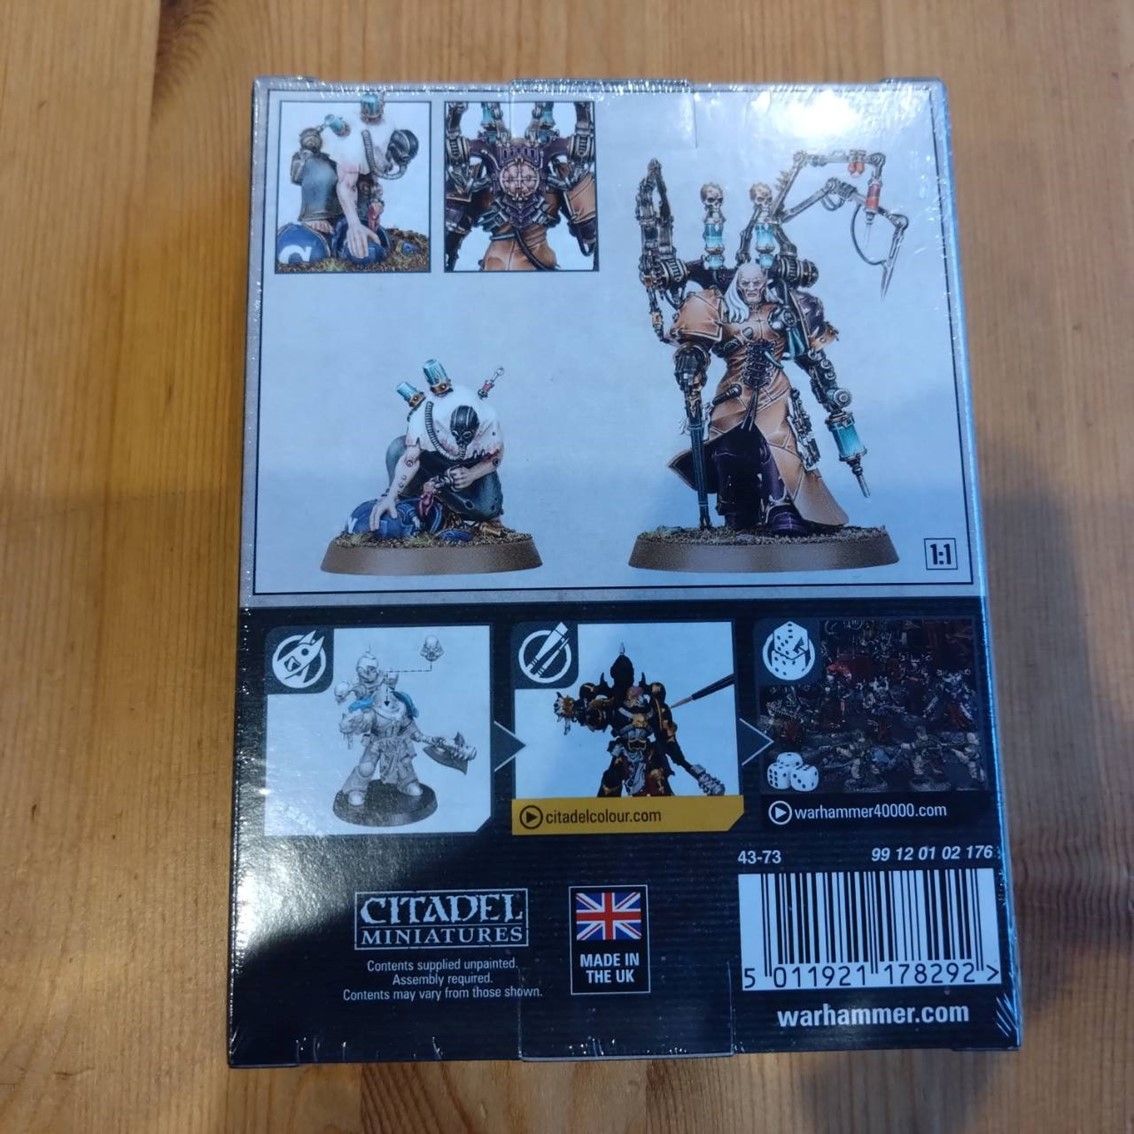 1:1
citadelcolour.com
warhammer40000.com
43-73
99 12 01 02 176
CITADEL
MINIATURES
Contents supplied unpainted.
Assembly required.
Contents may vary from those shown.
MADE IN
THE UK
5 011921 178292 >
warhammer.com